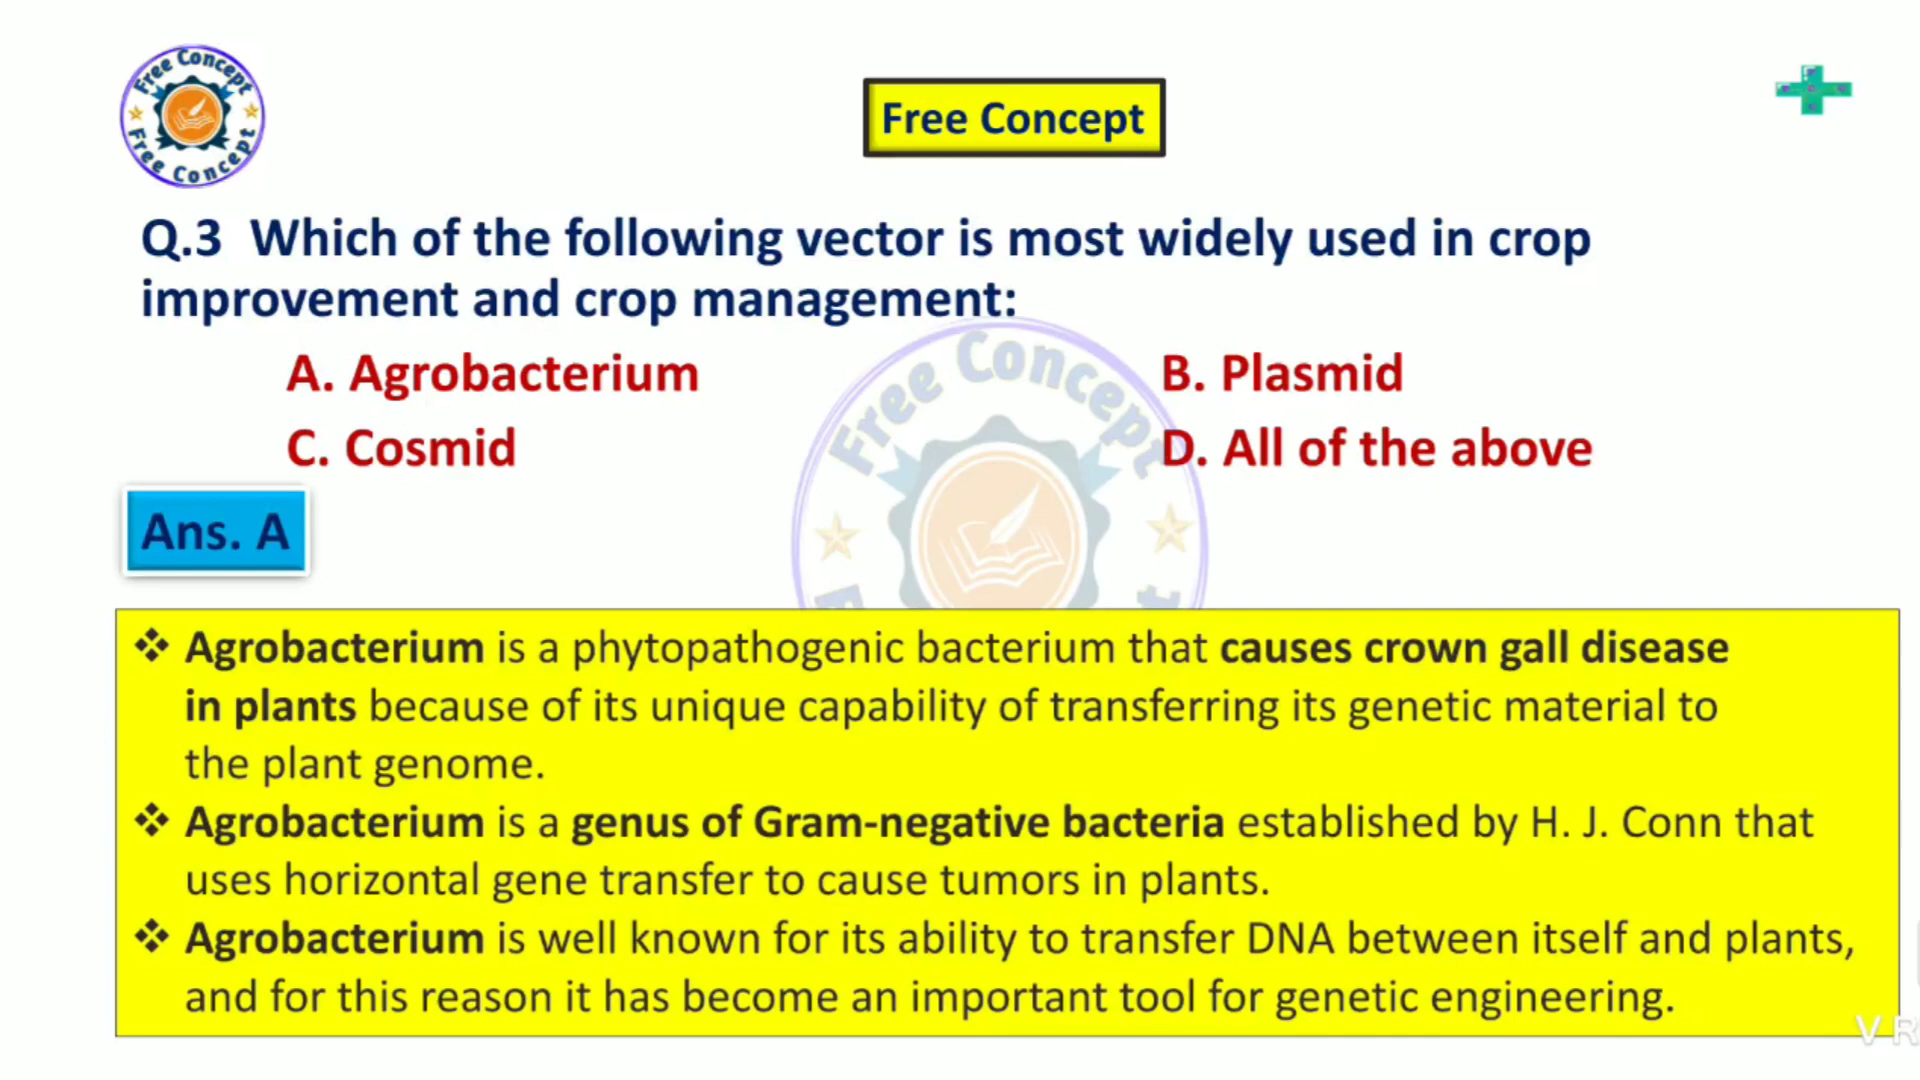 Free Concept
Free Concept
Free Concept
Q.3 Which of the following vector is most widely used in crop
improvement and crop management:
A. Agrobacterium
B. Plasmid
C. Cosmid
D. All of the above
Free Concept
Ans. A
❖ Agrobacterium is a phytopathogenic bacterium that causes crown gall disease
in plants because of its unique capability of transferring its genetic material to
the plant genome.
❖ Agrobacterium is a genus of Gram-negative bacteria established by H. J. Conn that
uses horizontal gene transfer to cause tumors in plants.
❖ Agrobacterium is well known for its ability to transfer DNA between itself and plants,
and for this reason it has become an important tool for genetic engineering.